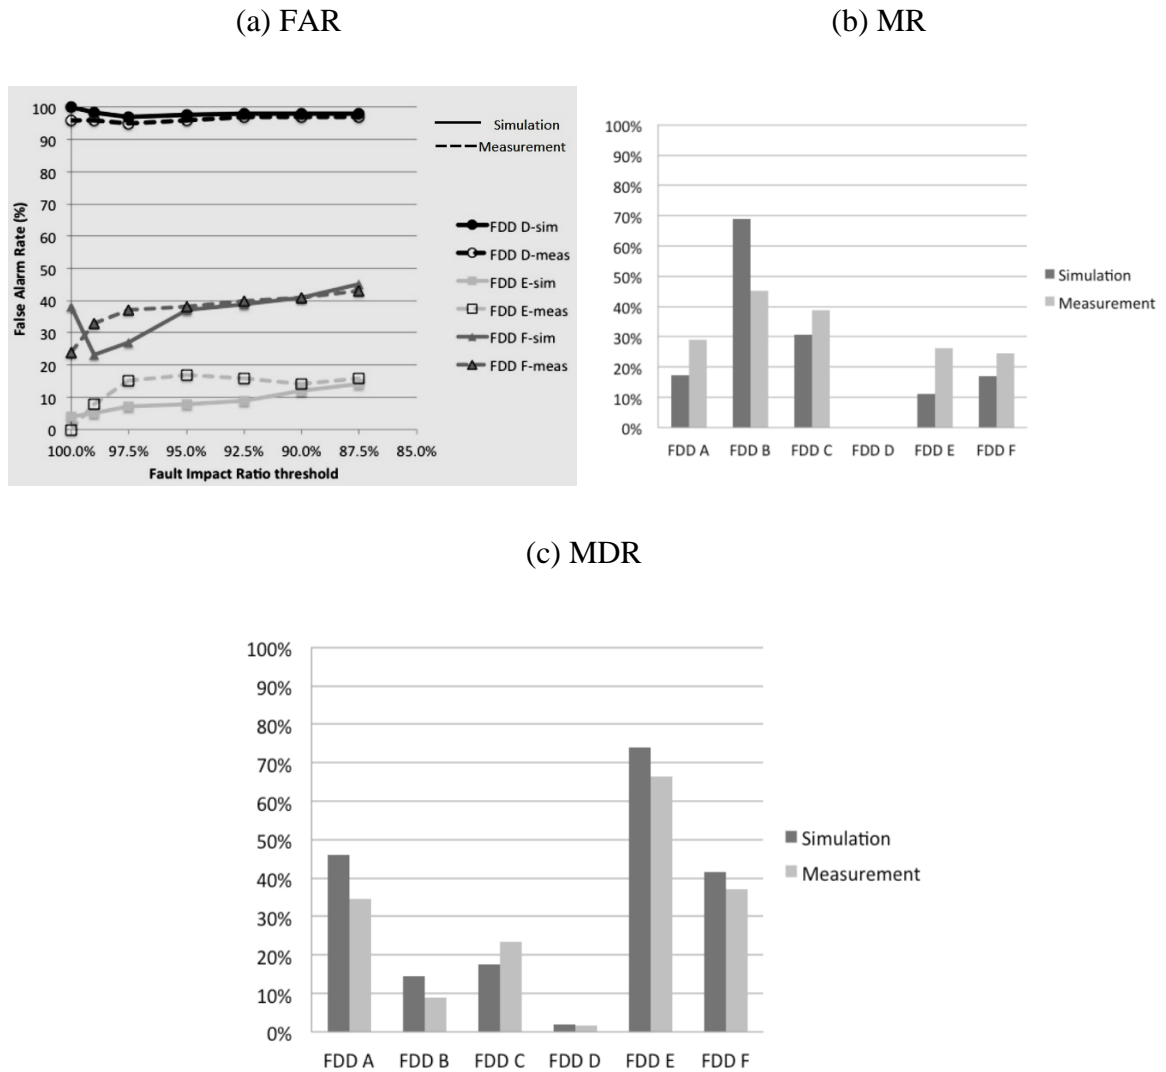 (a) FAR
(b) MR
100
90
80
70
60
50
40
30
20
10
0
False Alarm Rate (%)
100.0% 97.5% 95.0% 92.5% 90.0% 87.5% 85.0%
Fault Impact Ratio threshold
Simulation
Measurement
FDD D-sim
FDD D-meas
FDD E-sim
FDD E-meas
FDD F-sim
FDD F-meas
100%
90%
80%
70%
60%
50%
40%
30%
20%
10%
0%
FDD A FDD B FDD C FDD D FDD E FDD F
Simulation
Measurement
(c) MDR
100%
90%
80%
70%
60%
50%
40%
30%
20%
10%
0%
FDD A FDD B FDD C FDD D FDD E FDD F
Simulation
Measurement